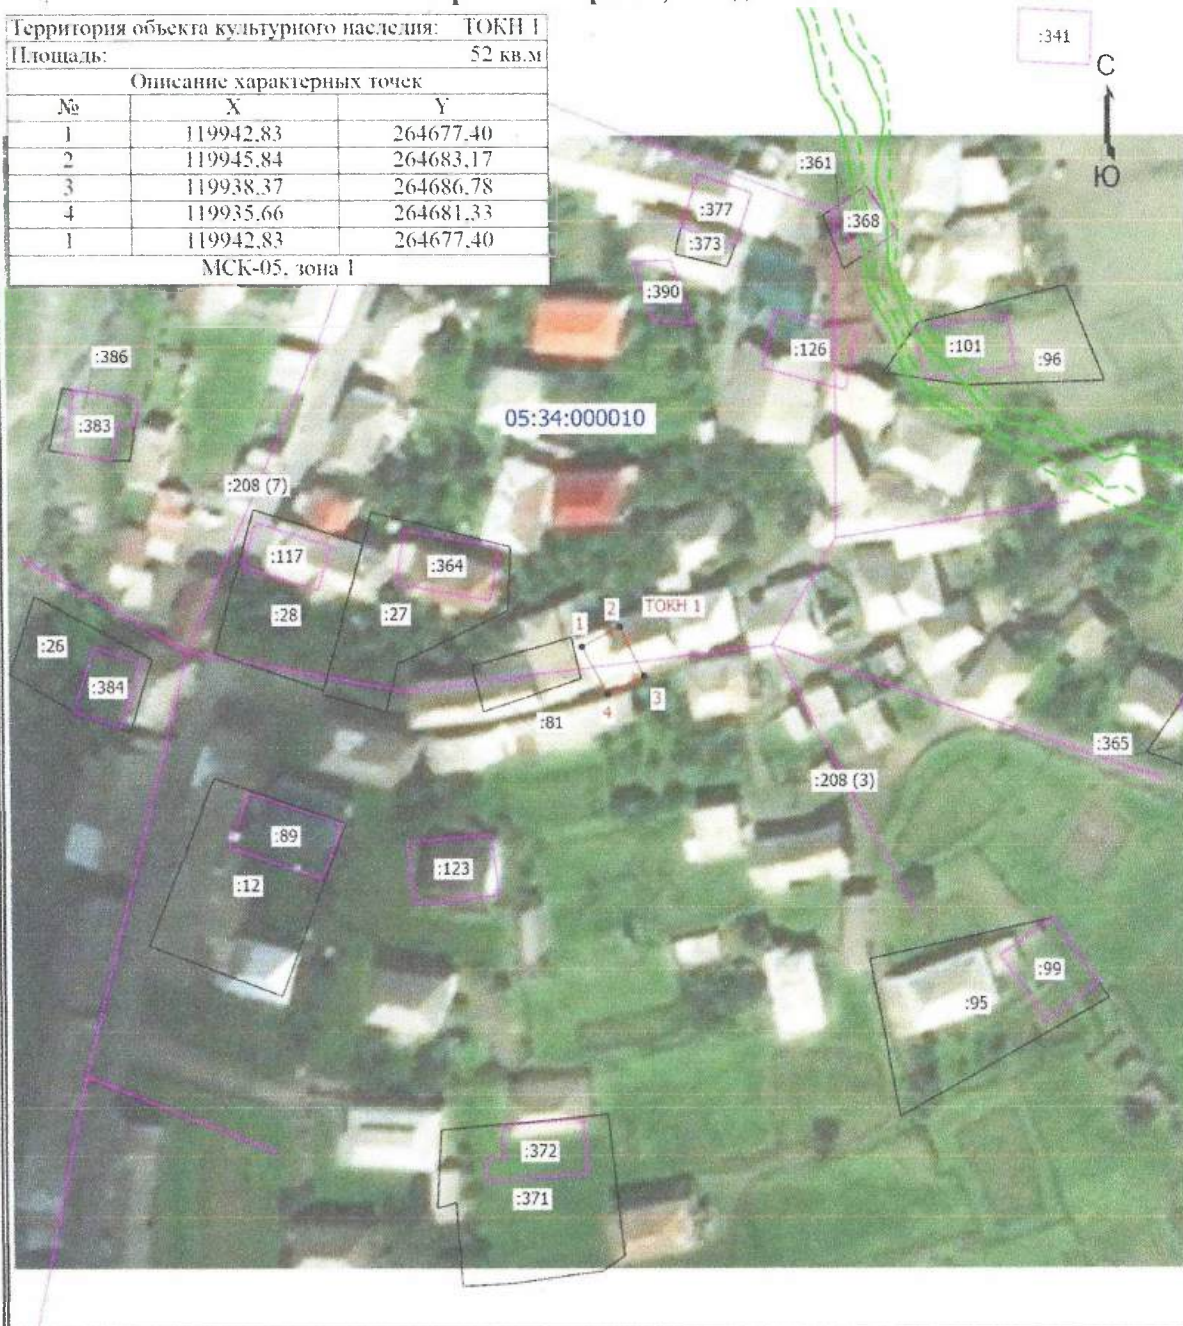 Территория объекта культурного наследия: ТОКН 1
Площадь: 52 кв.м
Описание характерных точек
№ X Y
1 119942,83 264677,40
2 119945,84 264683,17
3 119938,37 264686,78
4 119935,66 264681,33
1 119942,83 264677,40
МСК-05, зона 1
:341
С
Ю
:361
:377
:368
:373
:390
:386
:126
:101
:96
:383
05:34:000010
:208 (7)
:117
:364
:28
:27
ТОКН 1
1
2
3
4
:26
:384
:81
:365
:208 (3)
:89
:123
:12
:99
:95
:372
:371